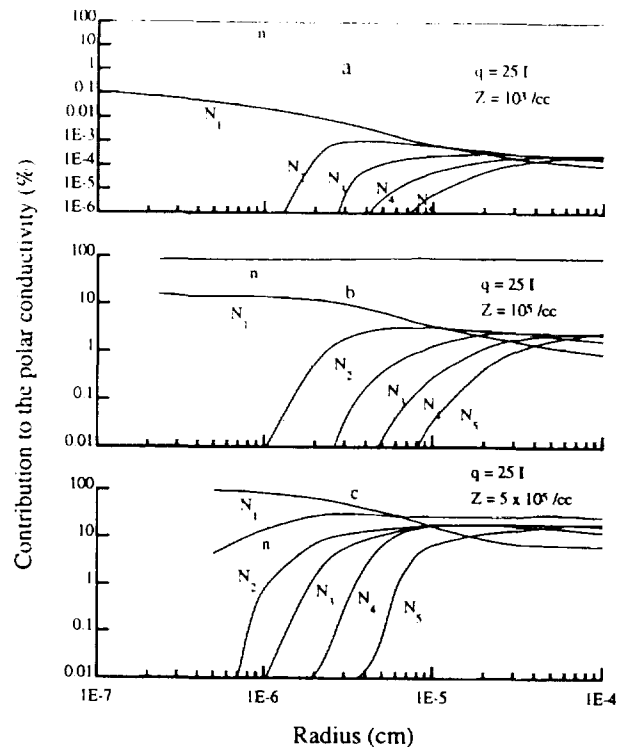 100
10
1
0.1
0.01
1E-3
1E-4
1E-5
1E-6
n
a
q = 25 I
Z = 10³ /cc
N₁
N₃
N₄
N
100
10
1
0.1
0.01
n
b
q = 25 I
Z = 10⁵ /cc
N₁
N₂
N₃
N₄
N₅
100
10
1
0.1
0.01
c
q = 25 I
Z = 5 x 10⁵ /cc
N₁
n
N₂
N₃
N₄
N₅
1E-7
1E-6
1E-5
1E-4
Radius (cm)
Contribution to the polar conductivity (%)